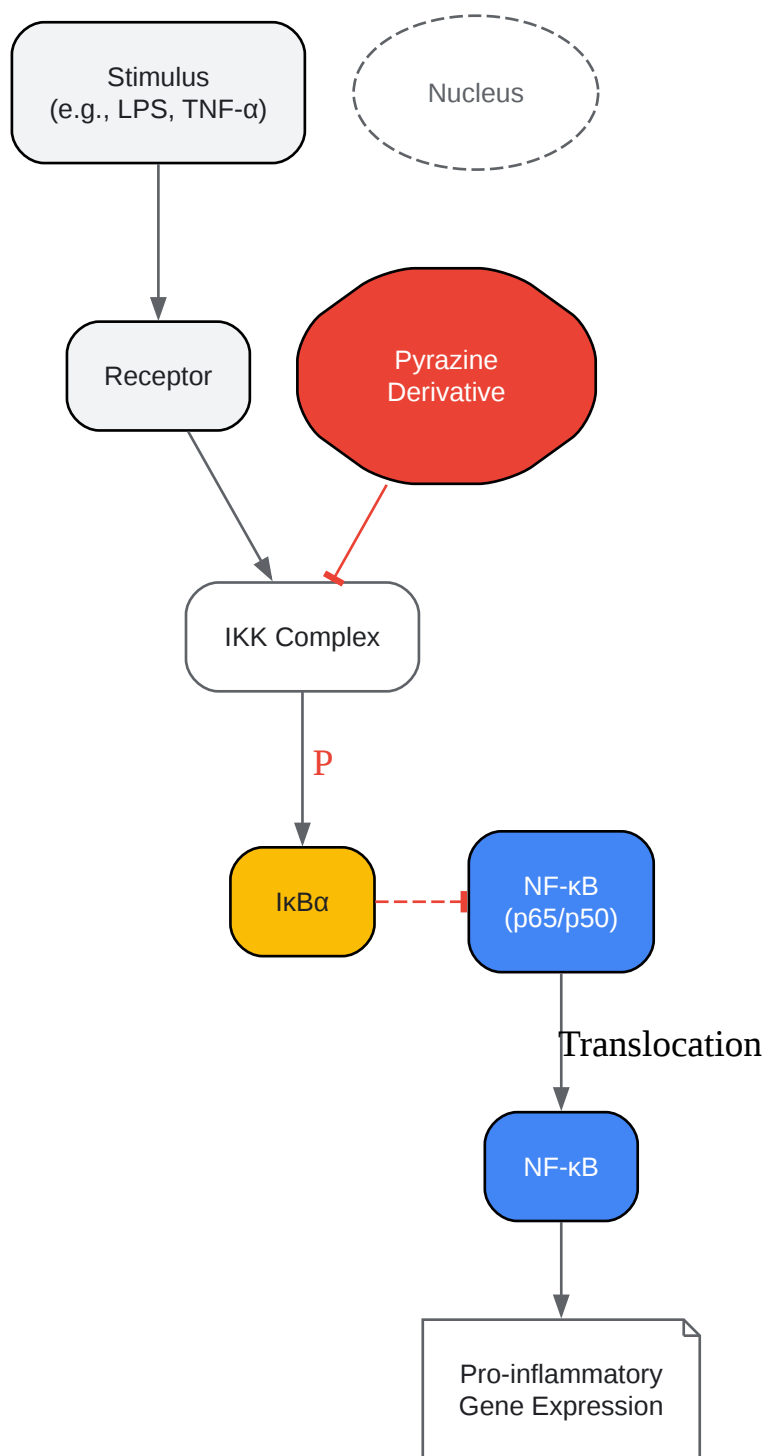 Stimulus
(e.g., LPS, TNF-α)
Nucleus
Receptor
Pyrazine
Derivative
IKK Complex
P
IκBα
NF-κB
(p65/p50)
Translocation
NF-κB
Pro-inflammatory
Gene Expression